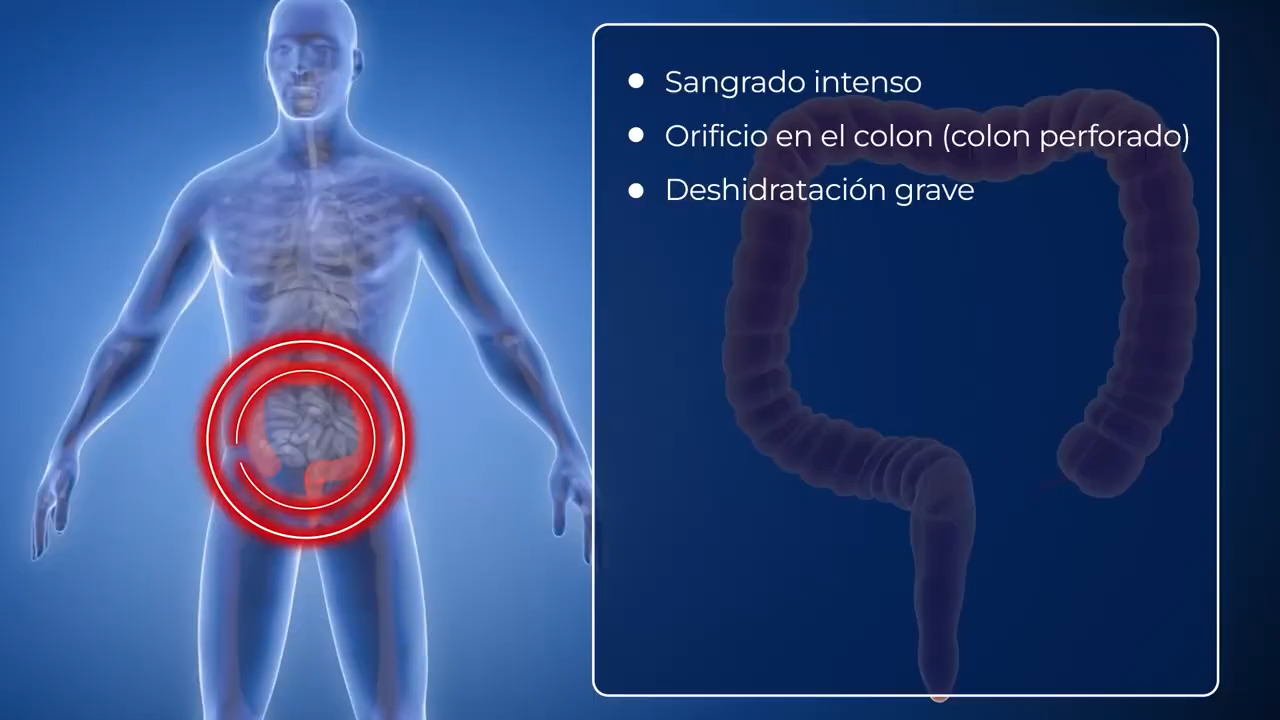 Sangrado intenso
Orificio en el colon (colon perforado)
Deshidratación grave